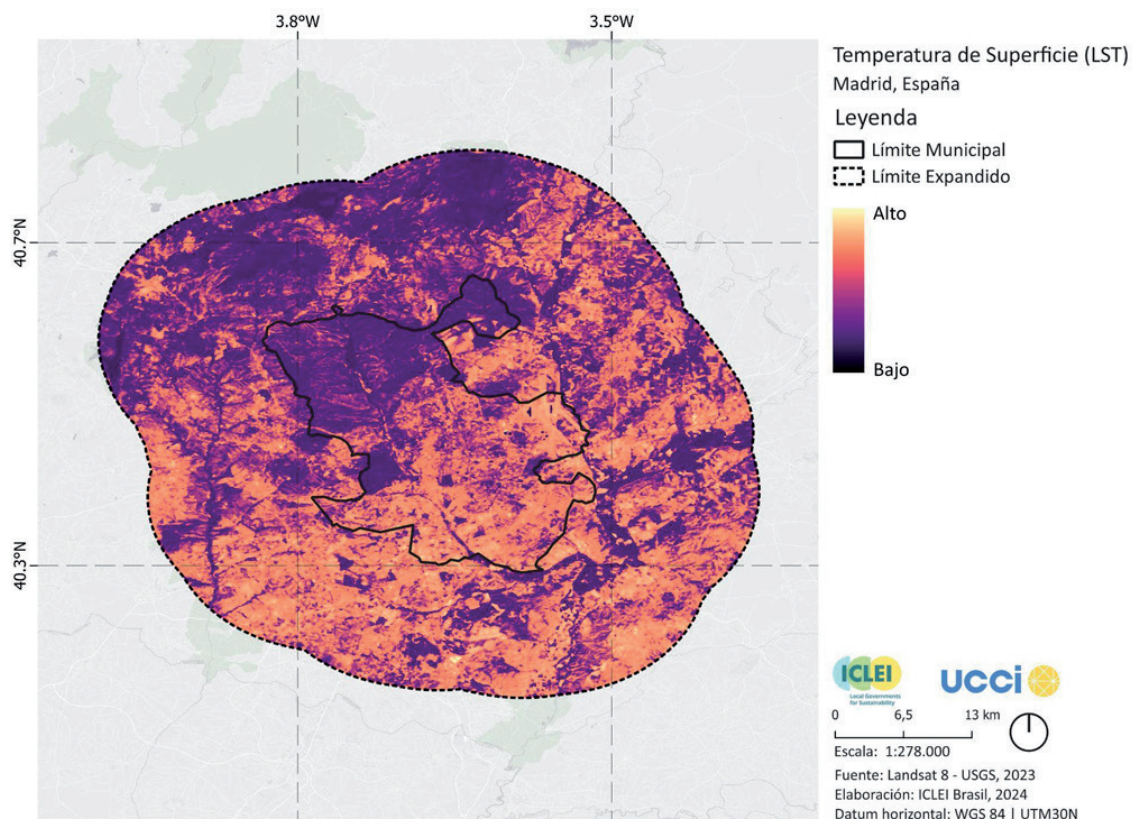 3.8°W
3.5°W
40.7°N
40.3°N
Temperatura de Superficie (LST)
Madrid, España
Leyenda
Límite Municipal
Límite Expandido
Alto
Bajo
ICLEI
Local Governments
for Sustainability
UCCI
0 6,5 13 km
Escala: 1:278.000
Fuente: Landsat 8 - USGS, 2023
Elaboración: ICLEI Brasil, 2024
Datum horizontal: WGS 84 | UTM30N